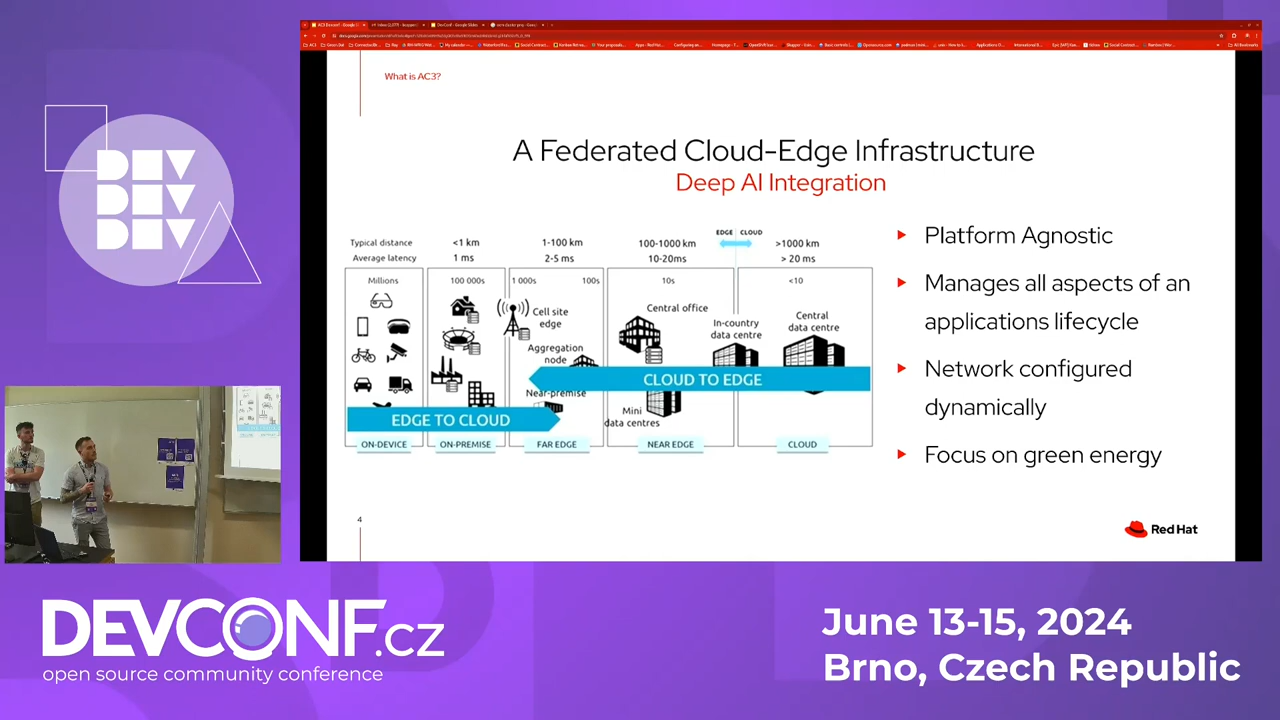 What is AC3?
A Federated Cloud-Edge Infrastructure
Deep AI Integration
EDGE CLOUD
Typical distance <1 km 1-100 km 100-1000 km >1000 km
Average latency 1 ms 2-5 ms 10-20ms > 20 ms
Millions 100 000s 1 000s 100s 10s <10
Cell site
edge
Central office
In-country
data centre
Central
data centre
Aggregation
node
CLOUD TO EDGE
Near-premise
Mini
data centres
EDGE TO CLOUD
ON-DEVICE ON-PREMISE FAR EDGE NEAR EDGE CLOUD
Platform Agnostic
Manages all aspects of an
applications lifecycle
Network configured
dynamically
Focus on green energy
4
Red Hat
DEV
DEV
DEV
DEVCONF.cz
open source community conference
June 13-15, 2024
Brno, Czech Republic